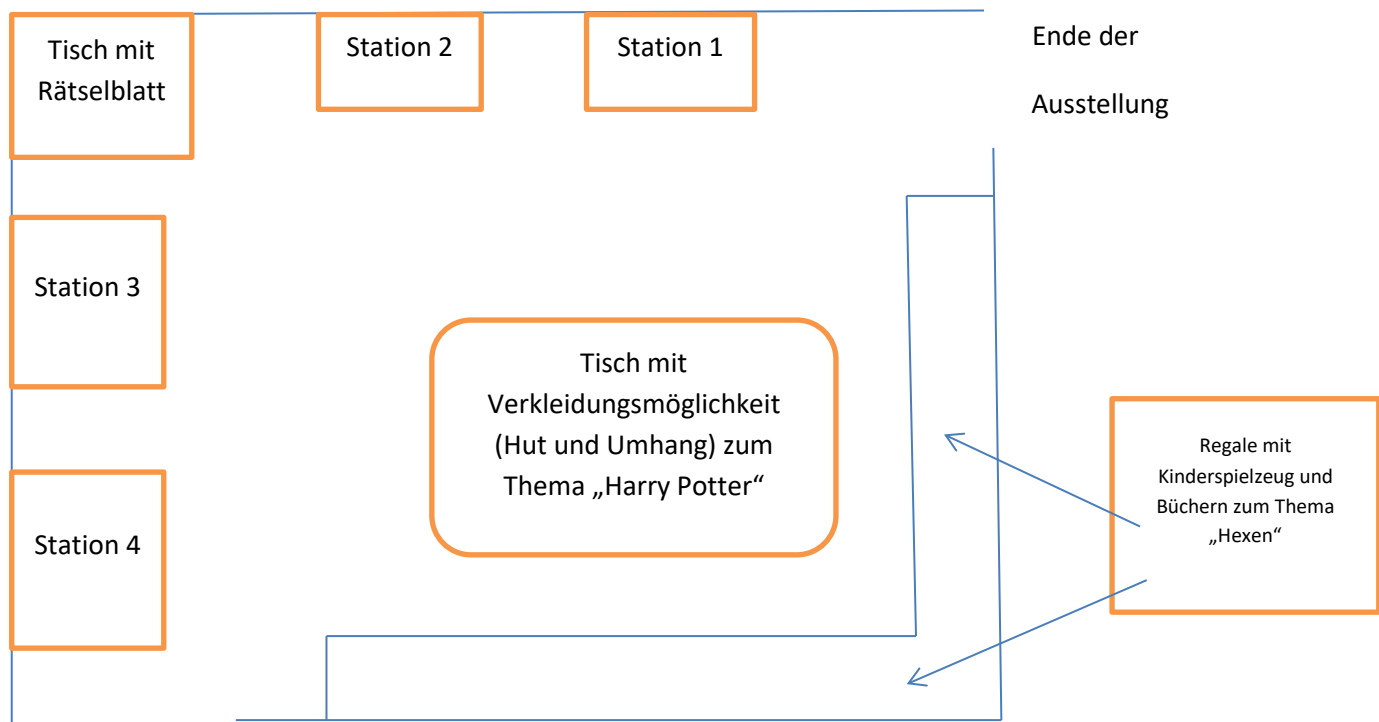 Tisch mit
Rätselblatt
Station 2
Station 1
Ende der
Ausstellung
Station 3
Tisch mit
Verkleidungsmöglichkeit
(Hut und Umhang) zum
Thema „Harry Potter“
Regale mit
Kinderspielzeug und
Büchern zum Thema
„Hexen“
Station 4